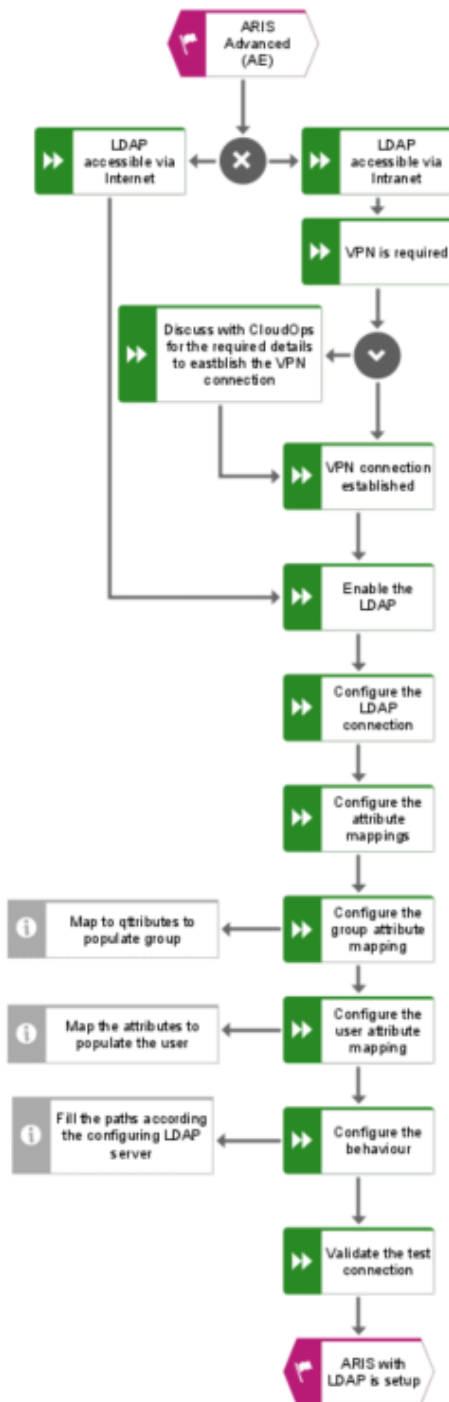 ARIS
Advanced
(AE)
LDAP
accessible via
Internet
LDAP
accessible via
Intranet
VPN is required
Discuss with CloudOps
for the required details
to eastblish the VPN
connection
VPN connection
established
Enable the
LDAP
Configure the
LDAP
connection
Configure the
attribute
mappings
Map to qttributes to
populate group
Configure the
group attribute
mapping
Map the attributes to
populate the user
Configure the
user attribute
mapping
Fill the paths according
the configuring LDAP
server
Configure the
behaviour
Validate the test
connection
ARIS with
LDAP is setup